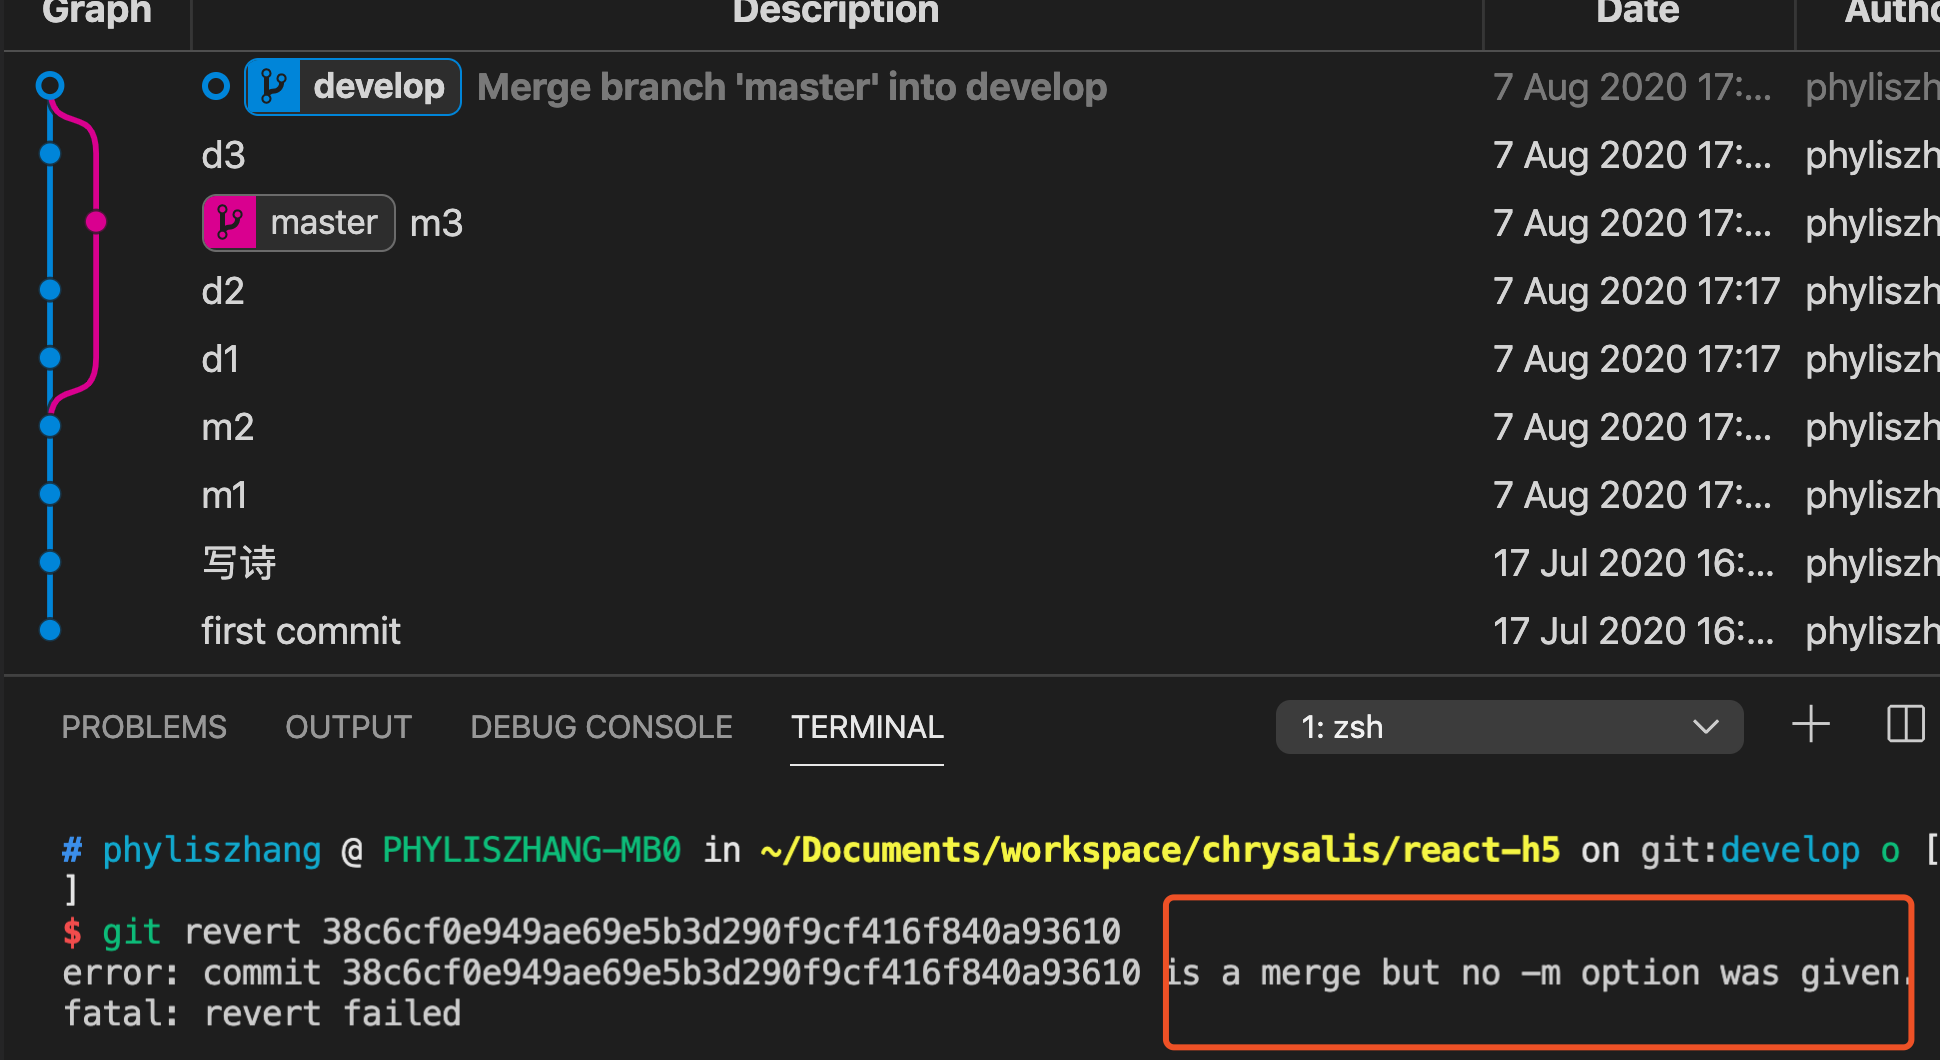 Graph Description Date Autho
develop Merge branch 'master' into develop 7 Aug 2020 17:... phyliszh
d3 7 Aug 2020 17:... phyliszh
master m3 7 Aug 2020 17:... phyliszh
d2 7 Aug 2020 17:17 phyliszh
d1 7 Aug 2020 17:17 phyliszh
m2 7 Aug 2020 17:... phyliszh
m1 7 Aug 2020 17:... phyliszh
写诗 17 Jul 2020 16:... phyliszh
first commit 17 Jul 2020 16:... phyliszh
PROBLEMS OUTPUT DEBUG CONSOLE TERMINAL 1: zsh
# phyliszhang @ PHYLISZHANG-MB0 in ~/Documents/workspace/chrysalis/react-h5 on git:develop o [
]
$ git revert 38c6cf0e949ae69e5b3d290f9cf416f840a93610
error: commit 38c6cf0e949ae69e5b3d290f9cf416f840a93610 is a merge but no -m option was given.
fatal: revert failed